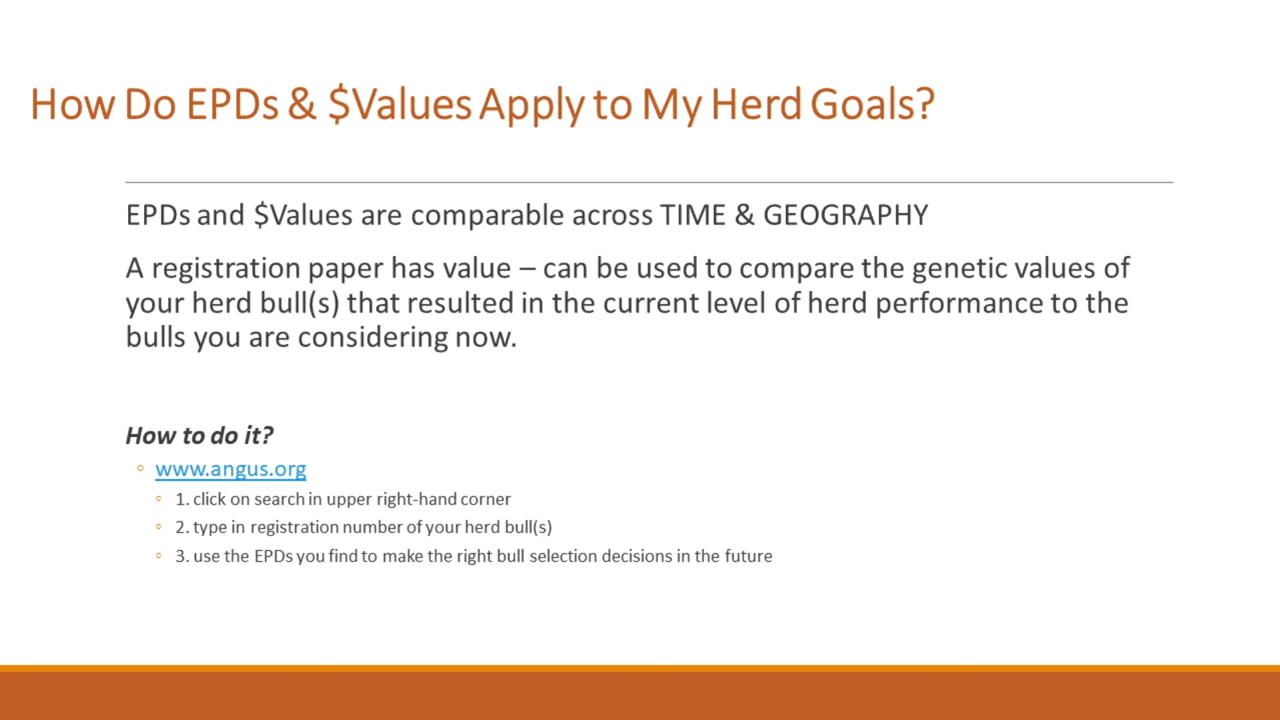 How Do EPDs & $Values Apply to My Herd Goals?
EPDs and $Values are comparable across TIME & GEOGRAPHY
A registration paper has value – can be used to compare the genetic values of
your herd bull(s) that resulted in the current level of herd performance to the
bulls you are considering now.
How to do it?
◦ www.angus.org
◦ 1. click on search in upper right-hand corner
◦ 2. type in registration number of your herd bull(s)
◦ 3. use the EPDs you find to make the right bull selection decisions in the future